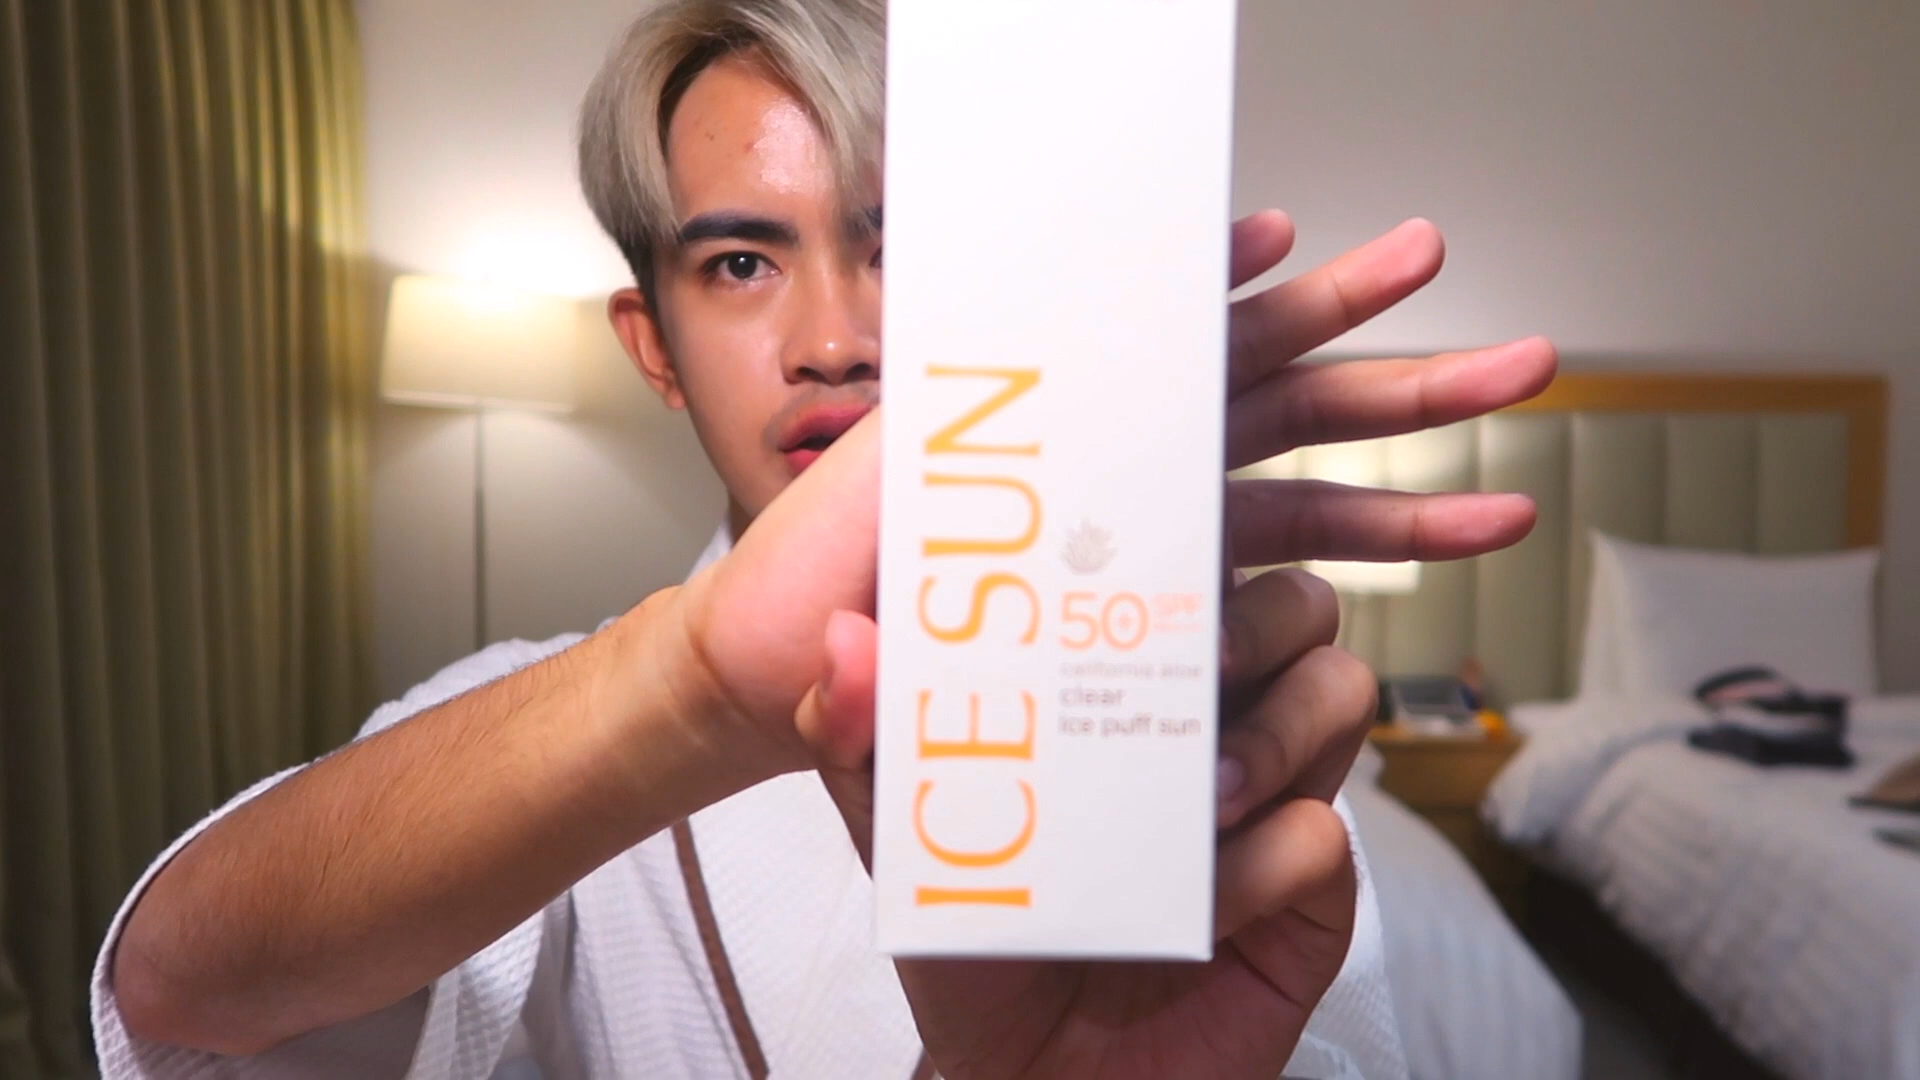 ICE SUN
50+ SPF
california aloe
clear
ice puff sun